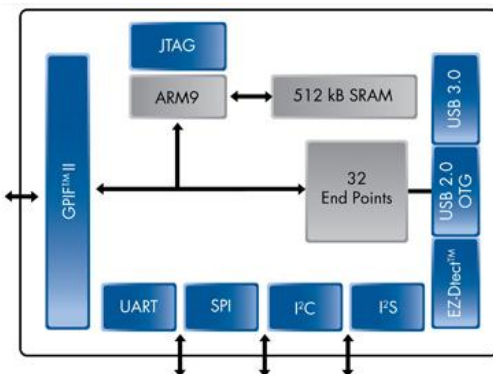 JTAG
ARM9
512 kB SRAM
USB 3.0
GPIF™ II
32
End Points
USB 2.0
OTG
EZ-Dtect™
UART
SPI
I²C
I²S